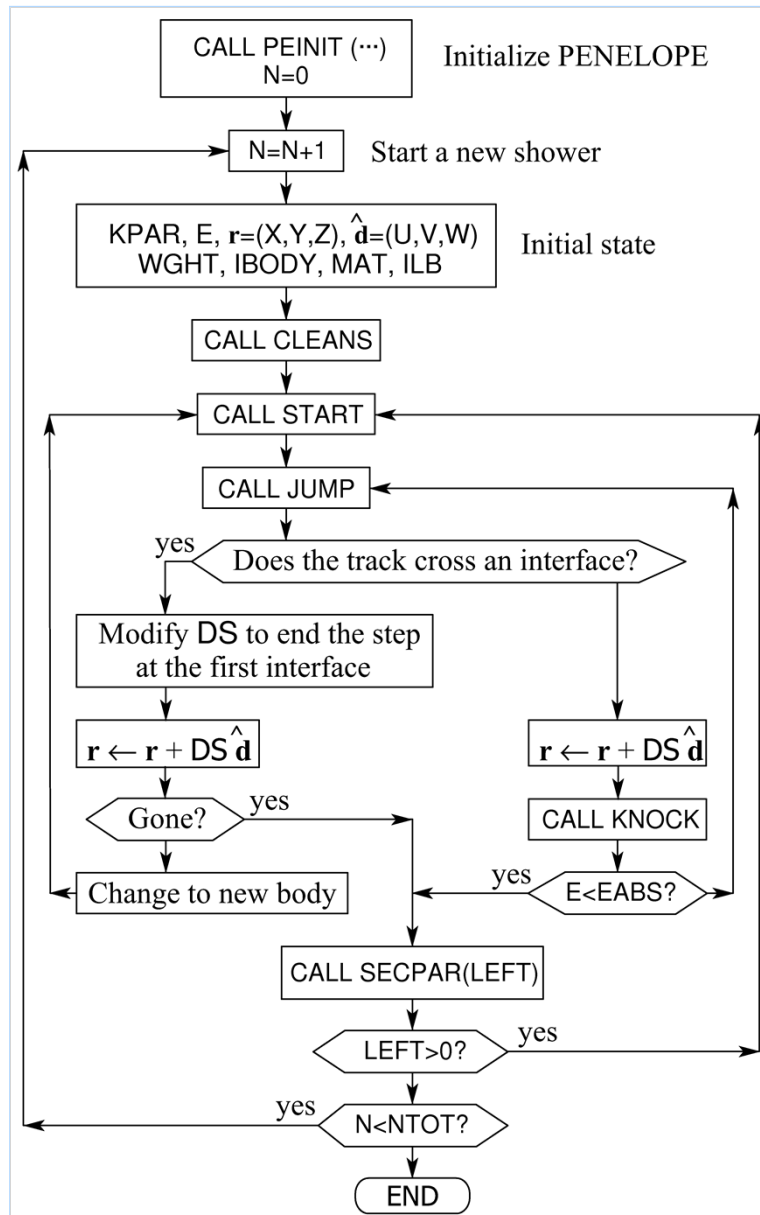 CALL PEINIT (···)
N=0
Initialize PENELOPE
N=N+1
Start a new shower
KPAR, E, r=(X,Y,Z), d̂=(U,V,W)
WGHT, IBODY, MAT, ILB
Initial state
CALL CLEANS
CALL START
CALL JUMP
yes
Does the track cross an interface?
Modify DS to end the step
at the first interface
r ← r + DS d̂
r ← r + DS d̂
Gone?
yes
CALL KNOCK
Change to new body
yes
E<EABS?
CALL SECPAR(LEFT)
LEFT>0?
yes
yes
N<NTOT?
END